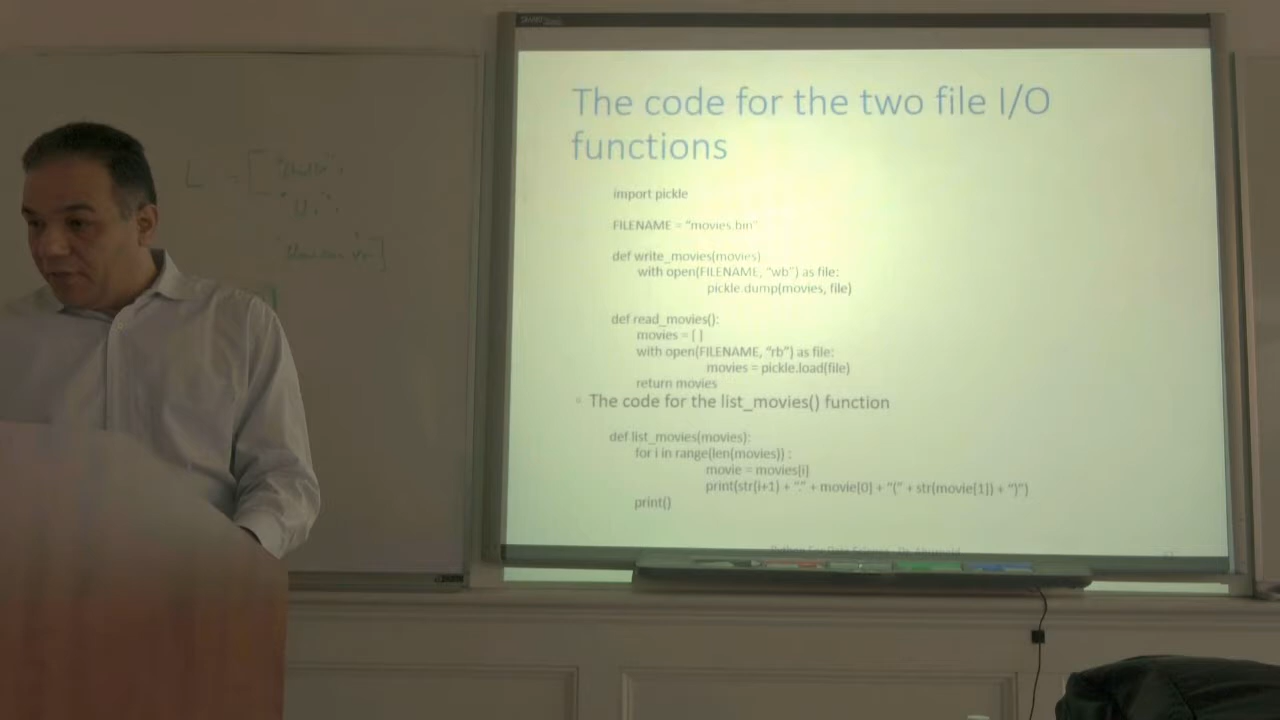 The code for the two file I/O
functions
import pickle
FILENAME = "movies.bin"
def write_movies(movies)
with open(FILENAME, "wb") as file:
pickle.dump(movies, file)
def read_movies():
movies = [ ]
with open(FILENAME, "rb") as file:
movies = pickle.load(file)
return movies
The code for the list_movies() function
def list_movies(movies):
for i in range(len(movies)) :
movie = movies[i]
print(str(i+1) + "." + movie[0] + "(" + str(movie[1]) + ")")
print()
L = [